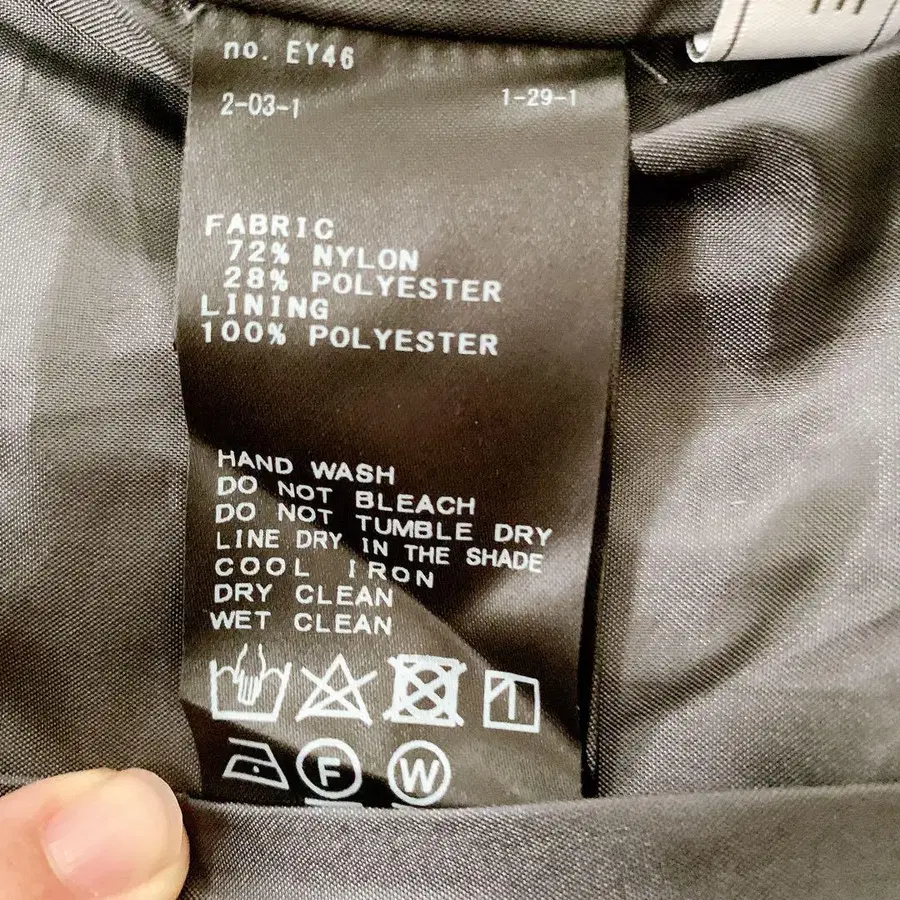 no. EY46
2-03-1 1-29-1
FABRIC
72% NYLON
28% POLYESTER
LINING
100% POLYESTER
HAND WASH
DO NOT BLEACH
DO NOT TUMBLE DRY
LINE DRY IN THE SHADE
COOL IRON
DRY CLEAN
WET CLEAN
F W